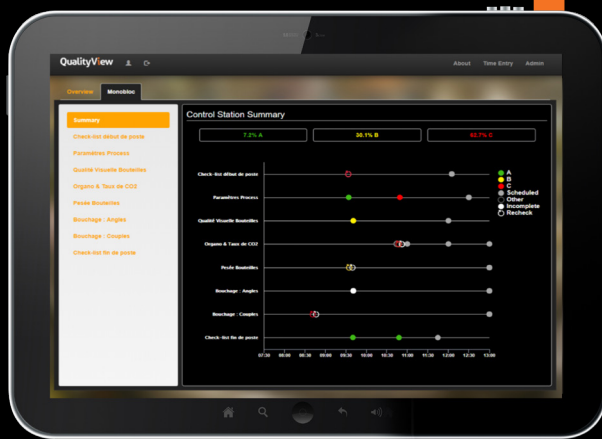 QualityView
About Time Entry Admin
Overview Monobloc
Summary
Check-list début de poste
Paramètres Process
Qualité Visuelle Bouteilles
Organo & Taux de CO2
Pesée Bouteilles
Bouchage : Angles
Bouchage : Couples
Check-list fin de poste
Control Station Summary
7.2% A
30.1% B
62.7% C
Check-list début de poste
Paramètres Process
Qualité Visuelle Bouteilles
Organo & Taux de CO2
Pesée Bouteilles
Bouchage : Angles
Bouchage : Couples
Check-list fin de poste
A
B
C
Scheduled
Other
Incomplete
Recheck
07:30 08:00 08:30 09:00 09:30 10:00 10:30 11:00 11:30 12:00 12:30 13:00